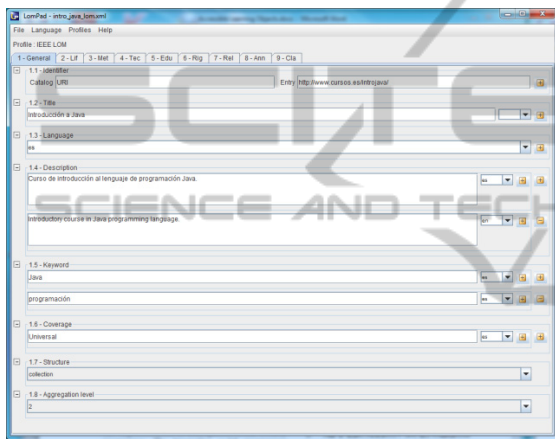 LomPad - intro_java_lom.xml
File Language Profiles Help
Profile : IEEE LOM
1 - General 2 - Lif 3 - Met 4 - Tec 5 - Edu 6 - Rig 7 - Rel 8 - Ann 9 - Cla
1.1 - Identifier
Catalog URI Entry http://www.cursos.es/introjava/
1.2 - Title
Introducción a Java
1.3 - Language
es
1.4 - Description
Curso de introducción al lenguaje de programación Java. es
Introductory course in Java programming language. en
1.5 - Keyword
Java es
programación es
1.6 - Coverage
Universal es
1.7 - Structure
colection
1.8 - Aggregation level
2
SCIENCE AND TECH